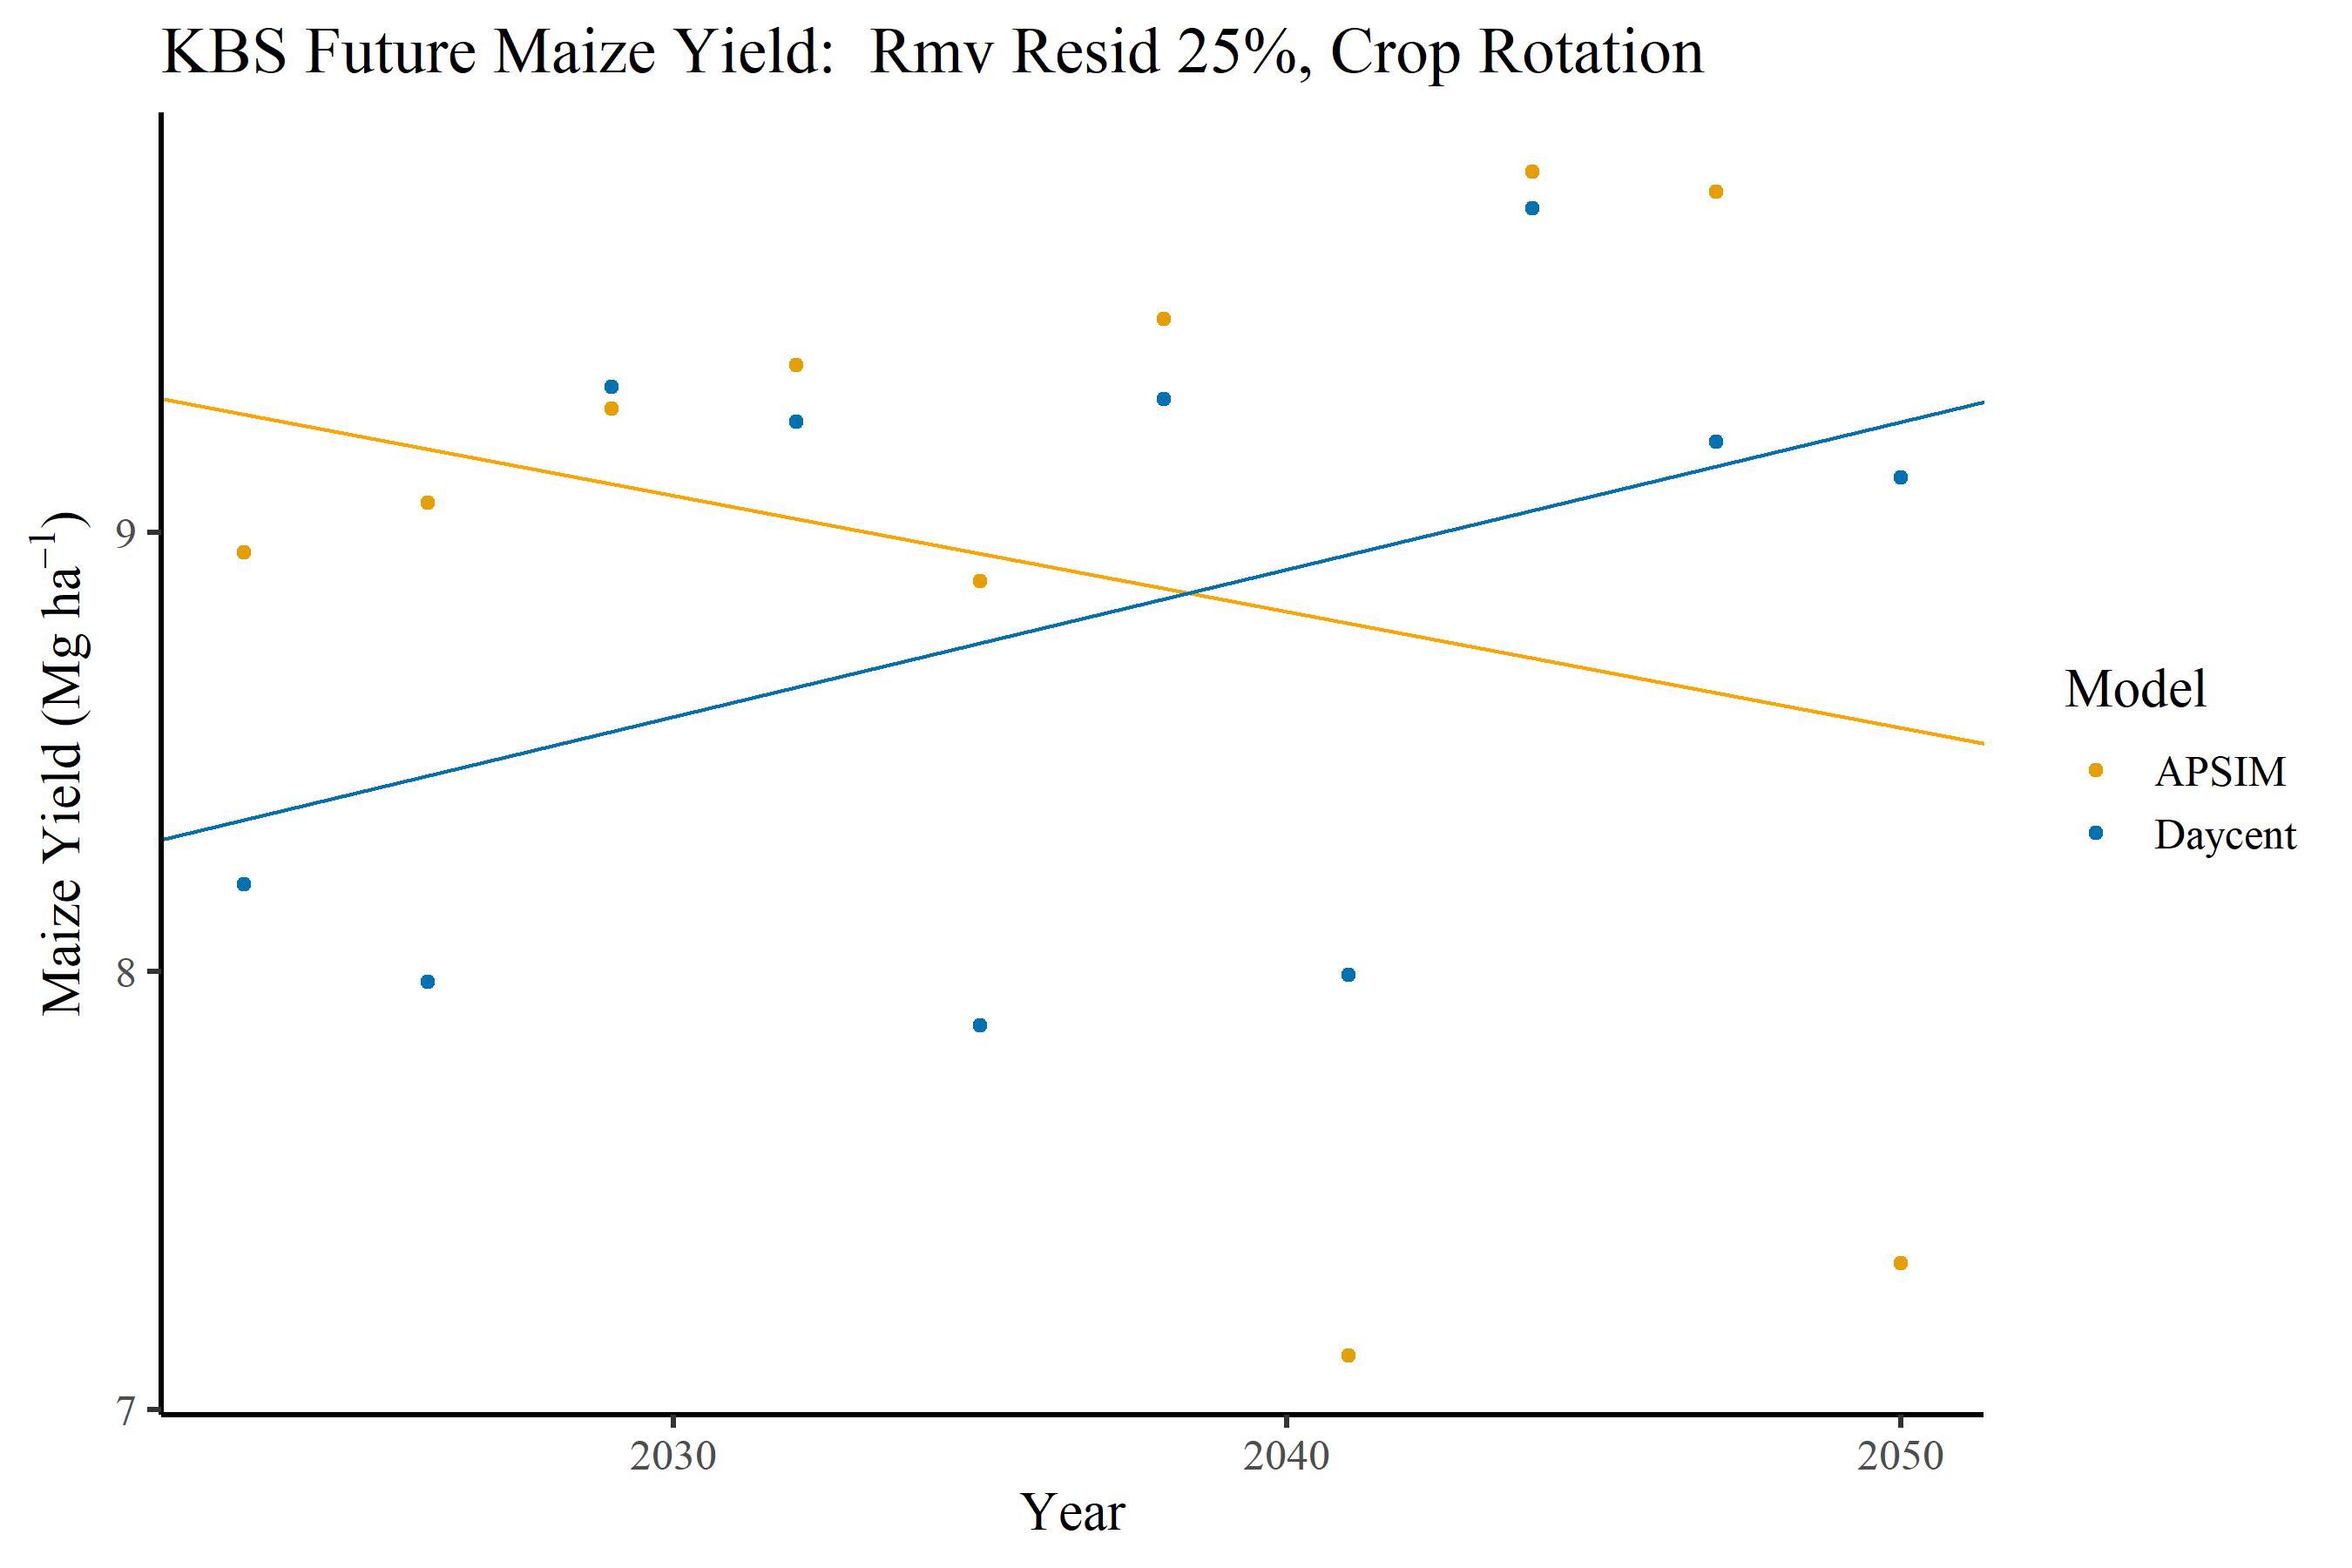 KBS Future Maize Yield:  Rmv Resid 25%, Crop Rotation
Maize Yield (Mg ha⁻¹)
9
8
7
2030 2040 2050
Year
Model
APSIM
Daycent